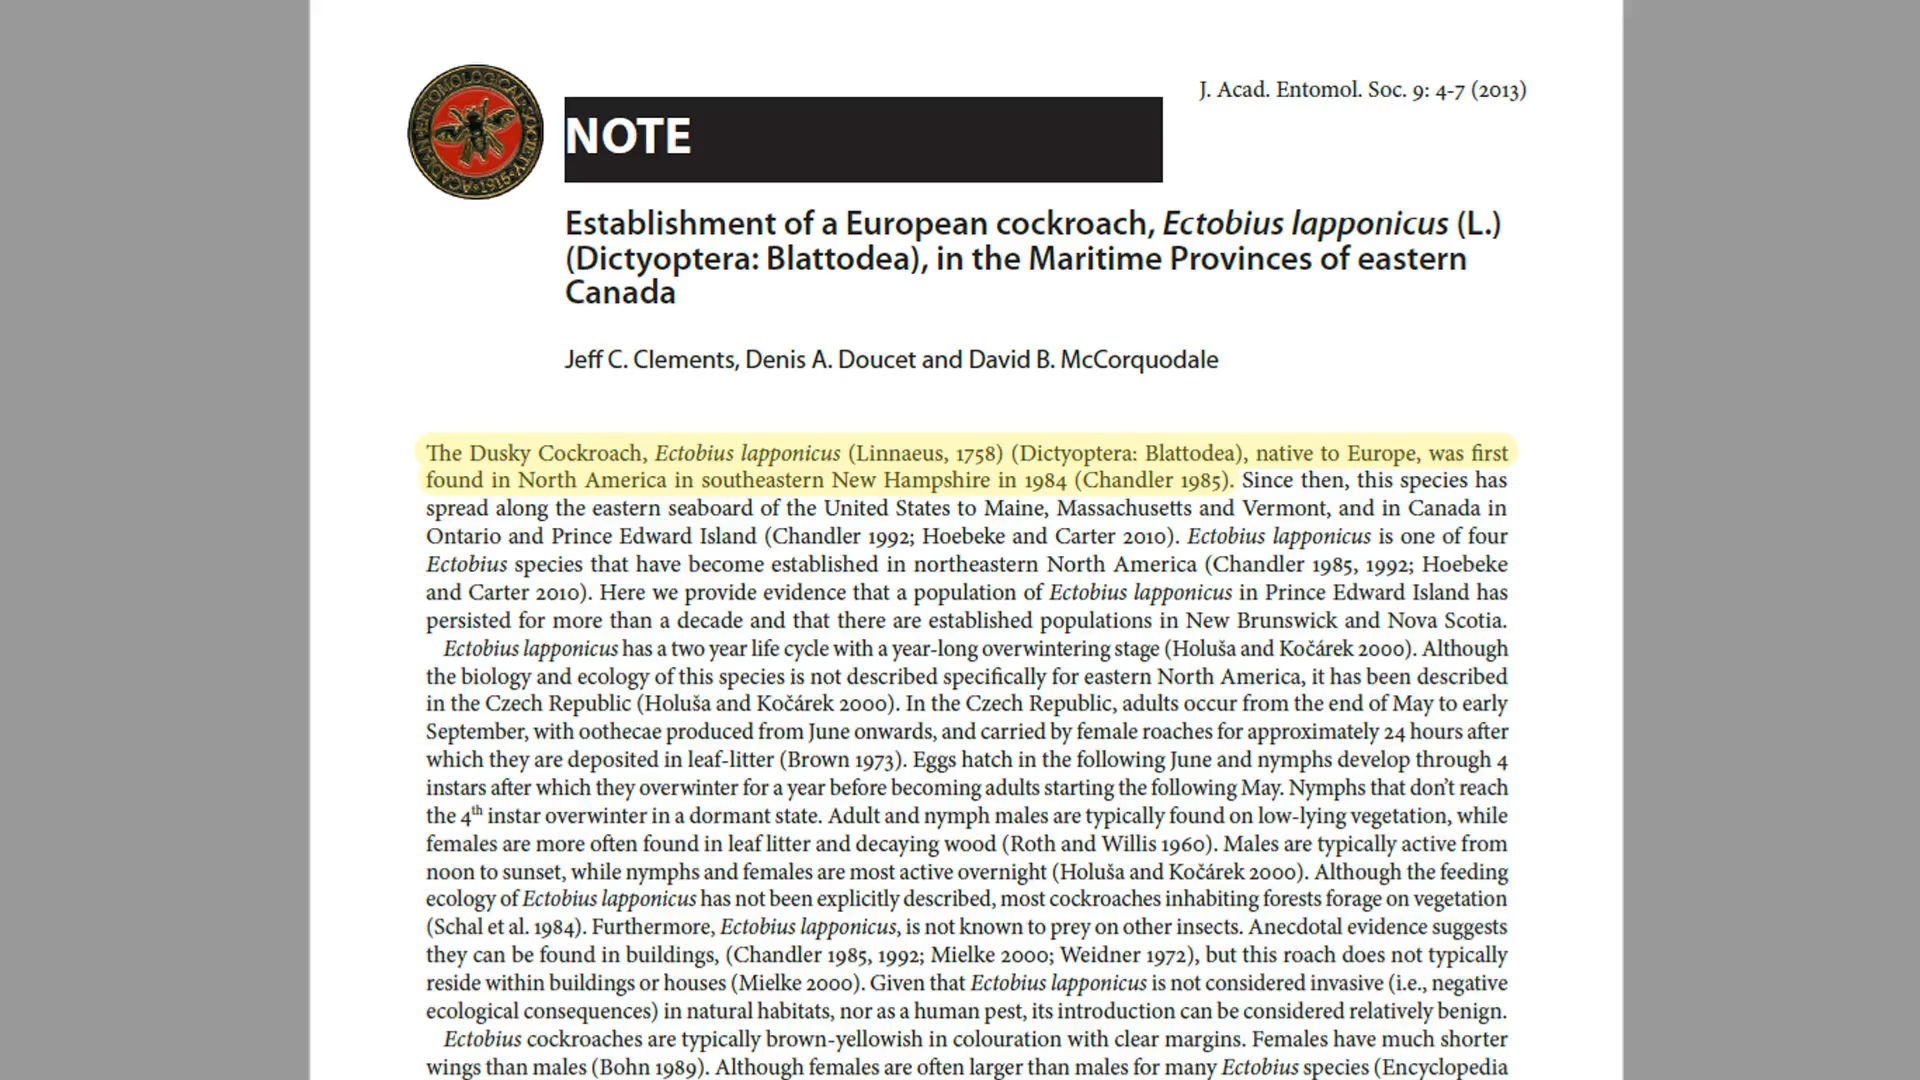 ACADIAN ENTOMOLOGICAL SOCIETY
• 1915 •
J. Acad. Entomol. Soc. 9: 4-7 (2013)
NOTE
Establishment of a European cockroach, Ectobius lapponicus (L.)
(Dictyoptera: Blattodea), in the Maritime Provinces of eastern
Canada
Jeff C. Clements, Denis A. Doucet and David B. McCorquodale
The Dusky Cockroach, Ectobius lapponicus (Linnaeus, 1758) (Dictyoptera: Blattodea), native to Europe, was first
found in North America in southeastern New Hampshire in 1984 (Chandler 1985). Since then, this species has
spread along the eastern seaboard of the United States to Maine, Massachusetts and Vermont, and in Canada in
Ontario and Prince Edward Island (Chandler 1992; Hoebeke and Carter 2010). Ectobius lapponicus is one of four
Ectobius species that have become established in northeastern North America (Chandler 1985, 1992; Hoebeke
and Carter 2010). Here we provide evidence that a population of Ectobius lapponicus in Prince Edward Island has
persisted for more than a decade and that there are established populations in New Brunswick and Nova Scotia.
Ectobius lapponicus has a two year life cycle with a year-long overwintering stage (Holuša and Kočárek 2000). Although
the biology and ecology of this species is not described specifically for eastern North America, it has been described
in the Czech Republic (Holuša and Kočárek 2000). In the Czech Republic, adults occur from the end of May to early
September, with oothecae produced from June onwards, and carried by female roaches for approximately 24 hours after
which they are deposited in leaf-litter (Brown 1973). Eggs hatch in the following June and nymphs develop through 4
instars after which they overwinter for a year before becoming adults starting the following May. Nymphs that don't reach
the 4th instar overwinter in a dormant state. Adult and nymph males are typically found on low-lying vegetation, while
females are more often found in leaf litter and decaying wood (Roth and Willis 1960). Males are typically active from
noon to sunset, while nymphs and females are most active overnight (Holuša and Kočárek 2000). Although the feeding
ecology of Ectobius lapponicus has not been explicitly described, most cockroaches inhabiting forests forage on vegetation
(Schal et al. 1984). Furthermore, Ectobius lapponicus, is not known to prey on other insects. Anecdotal evidence suggests
they can be found in buildings, (Chandler 1985, 1992; Mielke 2000; Weidner 1972), but this roach does not typically
reside within buildings or houses (Mielke 2000). Given that Ectobius lapponicus is not considered invasive (i.e., negative
ecological consequences) in natural habitats, nor as a human pest, its introduction can be considered relatively benign.
Ectobius cockroaches are typically brown-yellowish in colouration with clear margins. Females have much shorter
wings than males (Bohn 1989). Although females are often larger than males for many Ectobius species (Encyclopedia